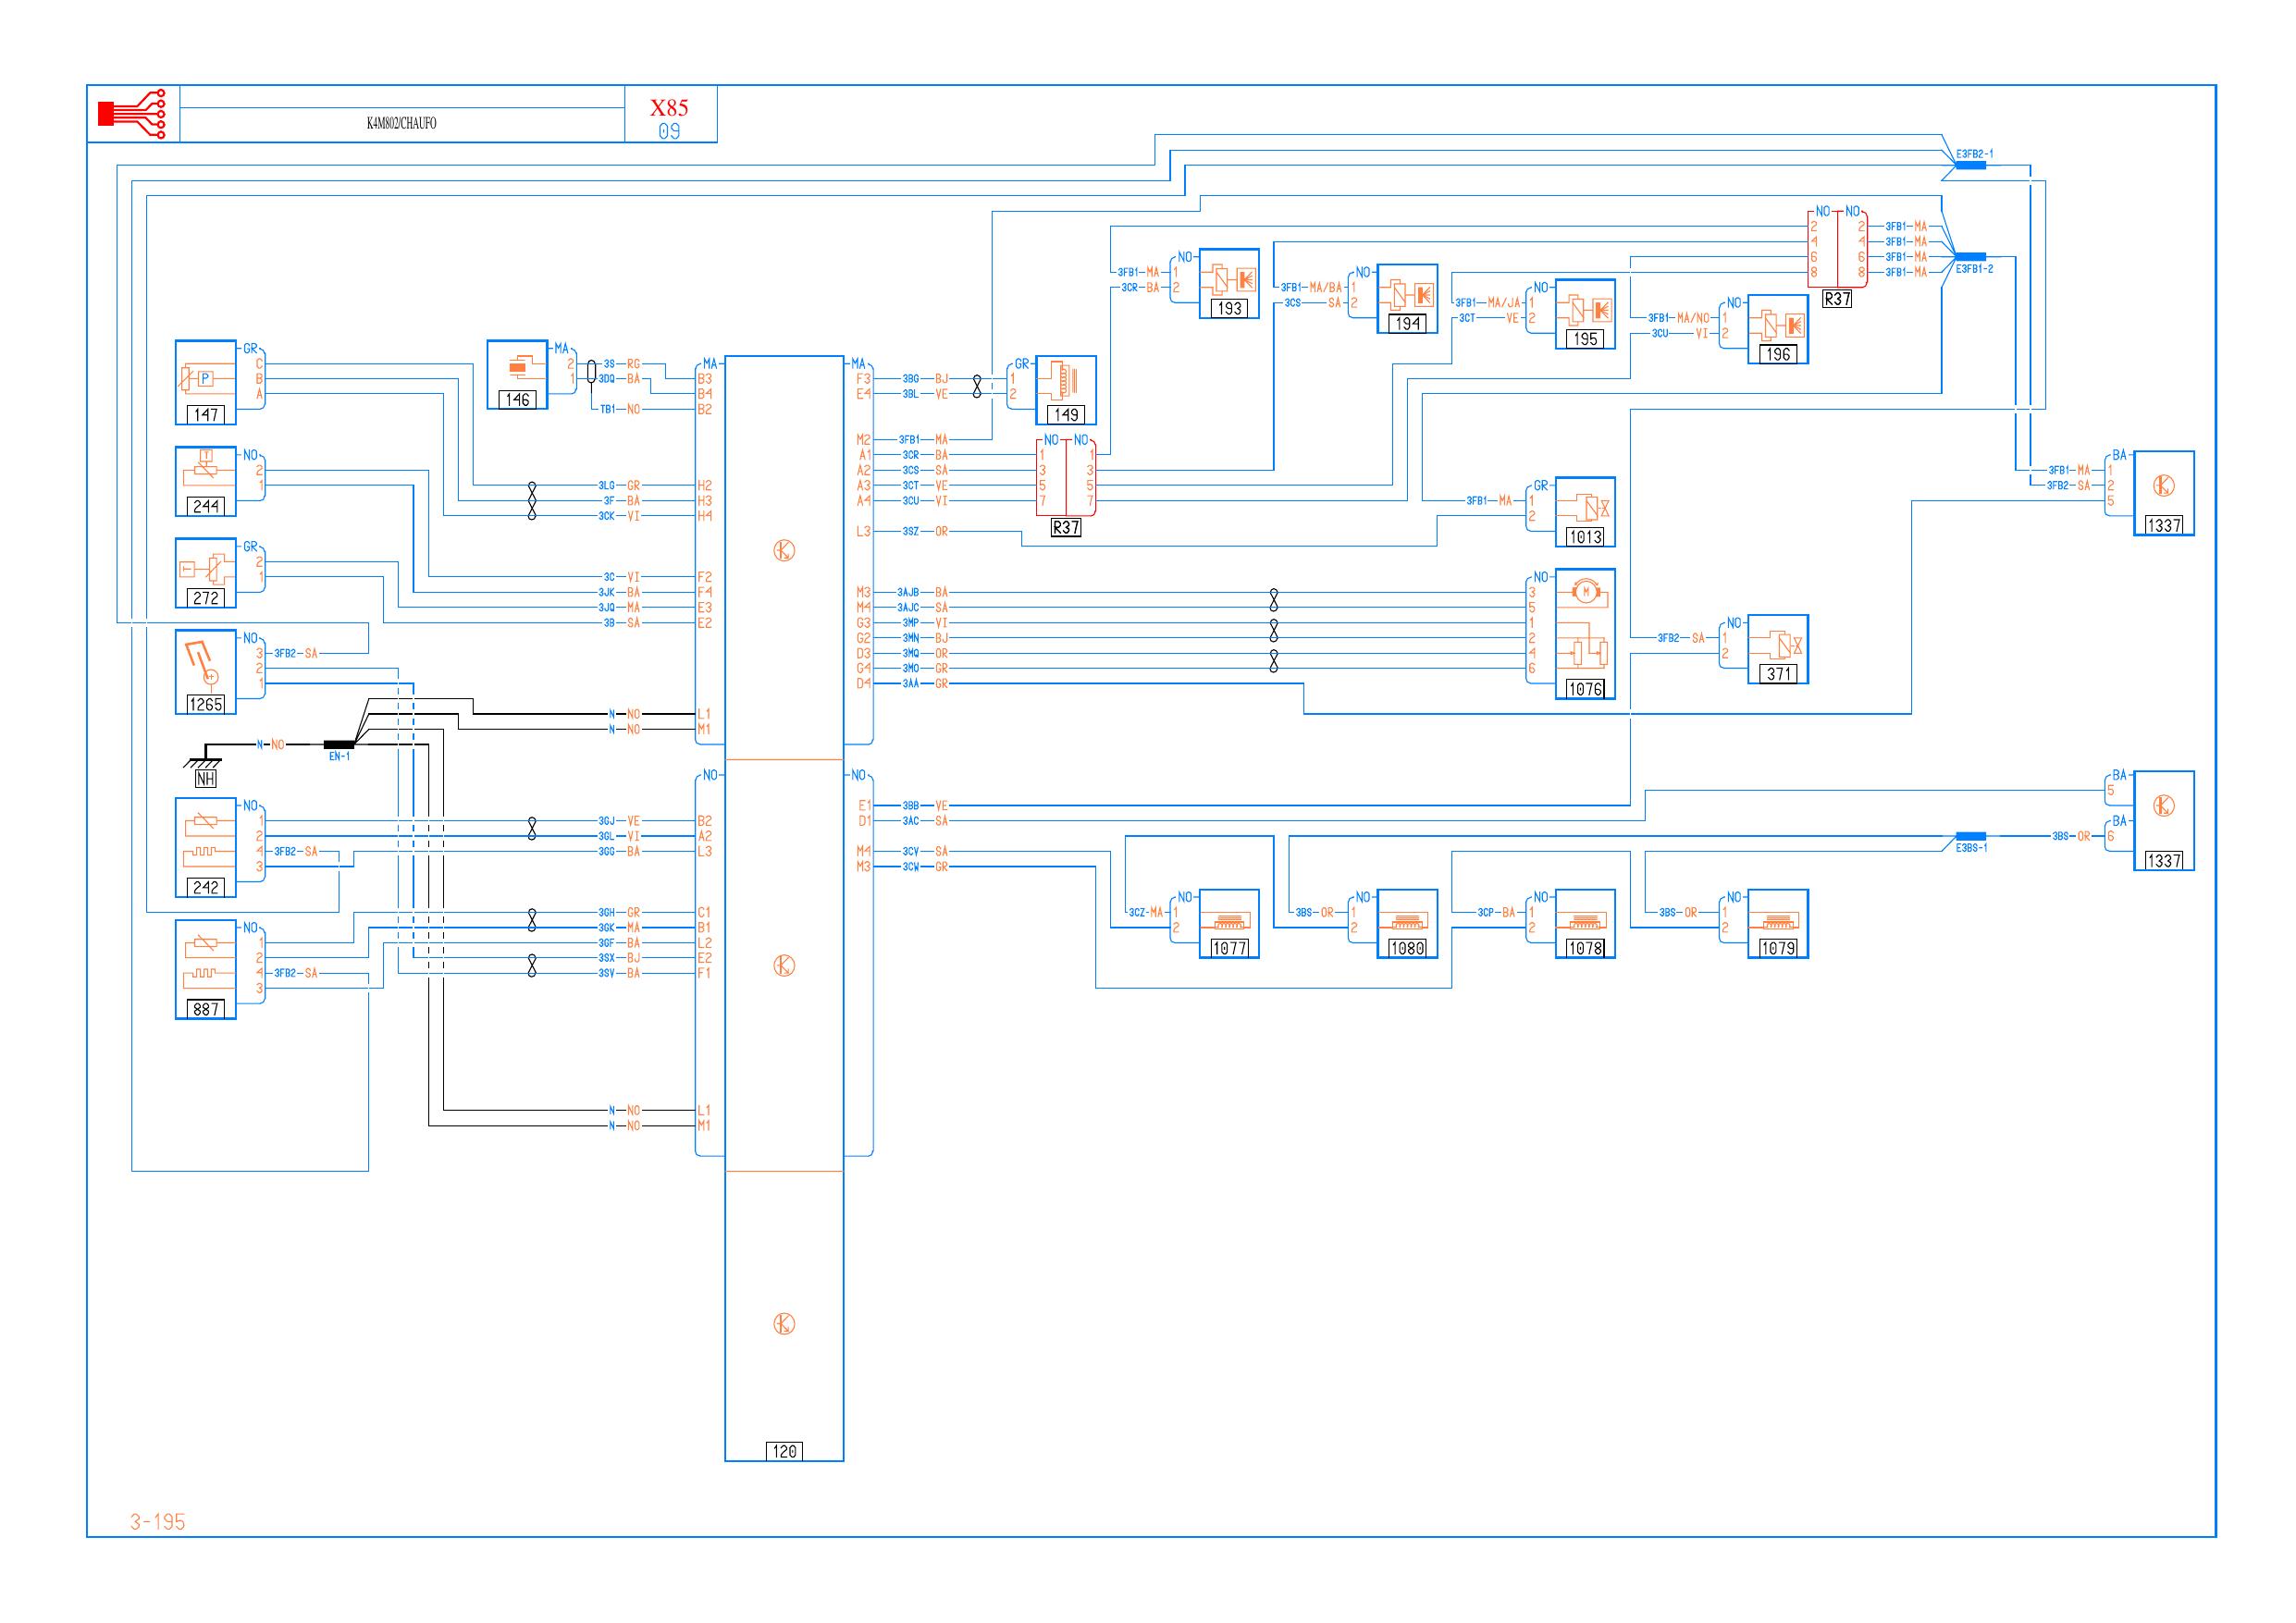 K4M802/CHAUFO
X85
09
E3FB2-1
NO NO
2 2 3FB1 MA
4 4 3FB1 MA
6 6 3FB1 MA
8 8 3FB1 MA
R37
E3FB1-2
NO
3FB1 MA 1
3CR BA 2
193
NO
3FB1 MA/BA 1
3CS SA 2
194
NO
3FB1 MA/JA 1
3CT VE 2
195
NO
3FB1 MA/NO 1
3CU VI 2
196
GR
C
B
A
P
147
MA
2 3S RG
1 3DQ BA
TB1 NO
146
MA
B3
B4
B2
3LG GR H2
3F BA H3
3CK VI H4
3C VI F2
3JK BA F4
3JQ MA E3
3B SA E2
N NO L1
N NO M1
MA
F3 3BG BJ
E4 3BL VE
M2 3FB1 MA
A1 3CR BA
A2 3CS SA
A3 3CT VE
A4 3CU VI
L3 3SZ OR
M3 3AJB BA
M4 3AJC SA
G3 3MP VI
G2 3MN BJ
D3 3MQ OR
G4 3MO GR
D4 3AA GR
GR
1
2
149
NO NO
1 1
3 3
5 5
7 7
R37
NO
2
1
T
244
GR
2
1
T
272
NO
3 3FB2 SA
2
1
1265
N NO
EN-1
NH
GR
3FB1 MA 1
2
1013
NO
3
5
1
2
4
6
M
1076
NO
3FB2 SA 1
2
371
BA
3FB1 MA 1
3FB2 SA 2
5
1337
NO
1
2
4 3FB2 SA
3
242
NO
1
2
4 3FB2 SA
3
887
NO
3GJ VE B2
3GL VI A2
3GG BA L3
3GH GR C1
3GK MA B1
3GF BA L2
3SX BJ E2
3SV BA F1
N NO L1
N NO M1
NO
E1 3BB VE
D1 3AC SA
M4 3CV SA
M3 3CW GR
NO
3CZ MA 1
2
1077
NO
3BS OR 1
2
1080
NO
3CP BA 1
2
1078
NO
3BS OR 1
2
1079
E3BS-1
BA
5
BA
3BS OR 6
1337
120
3-195